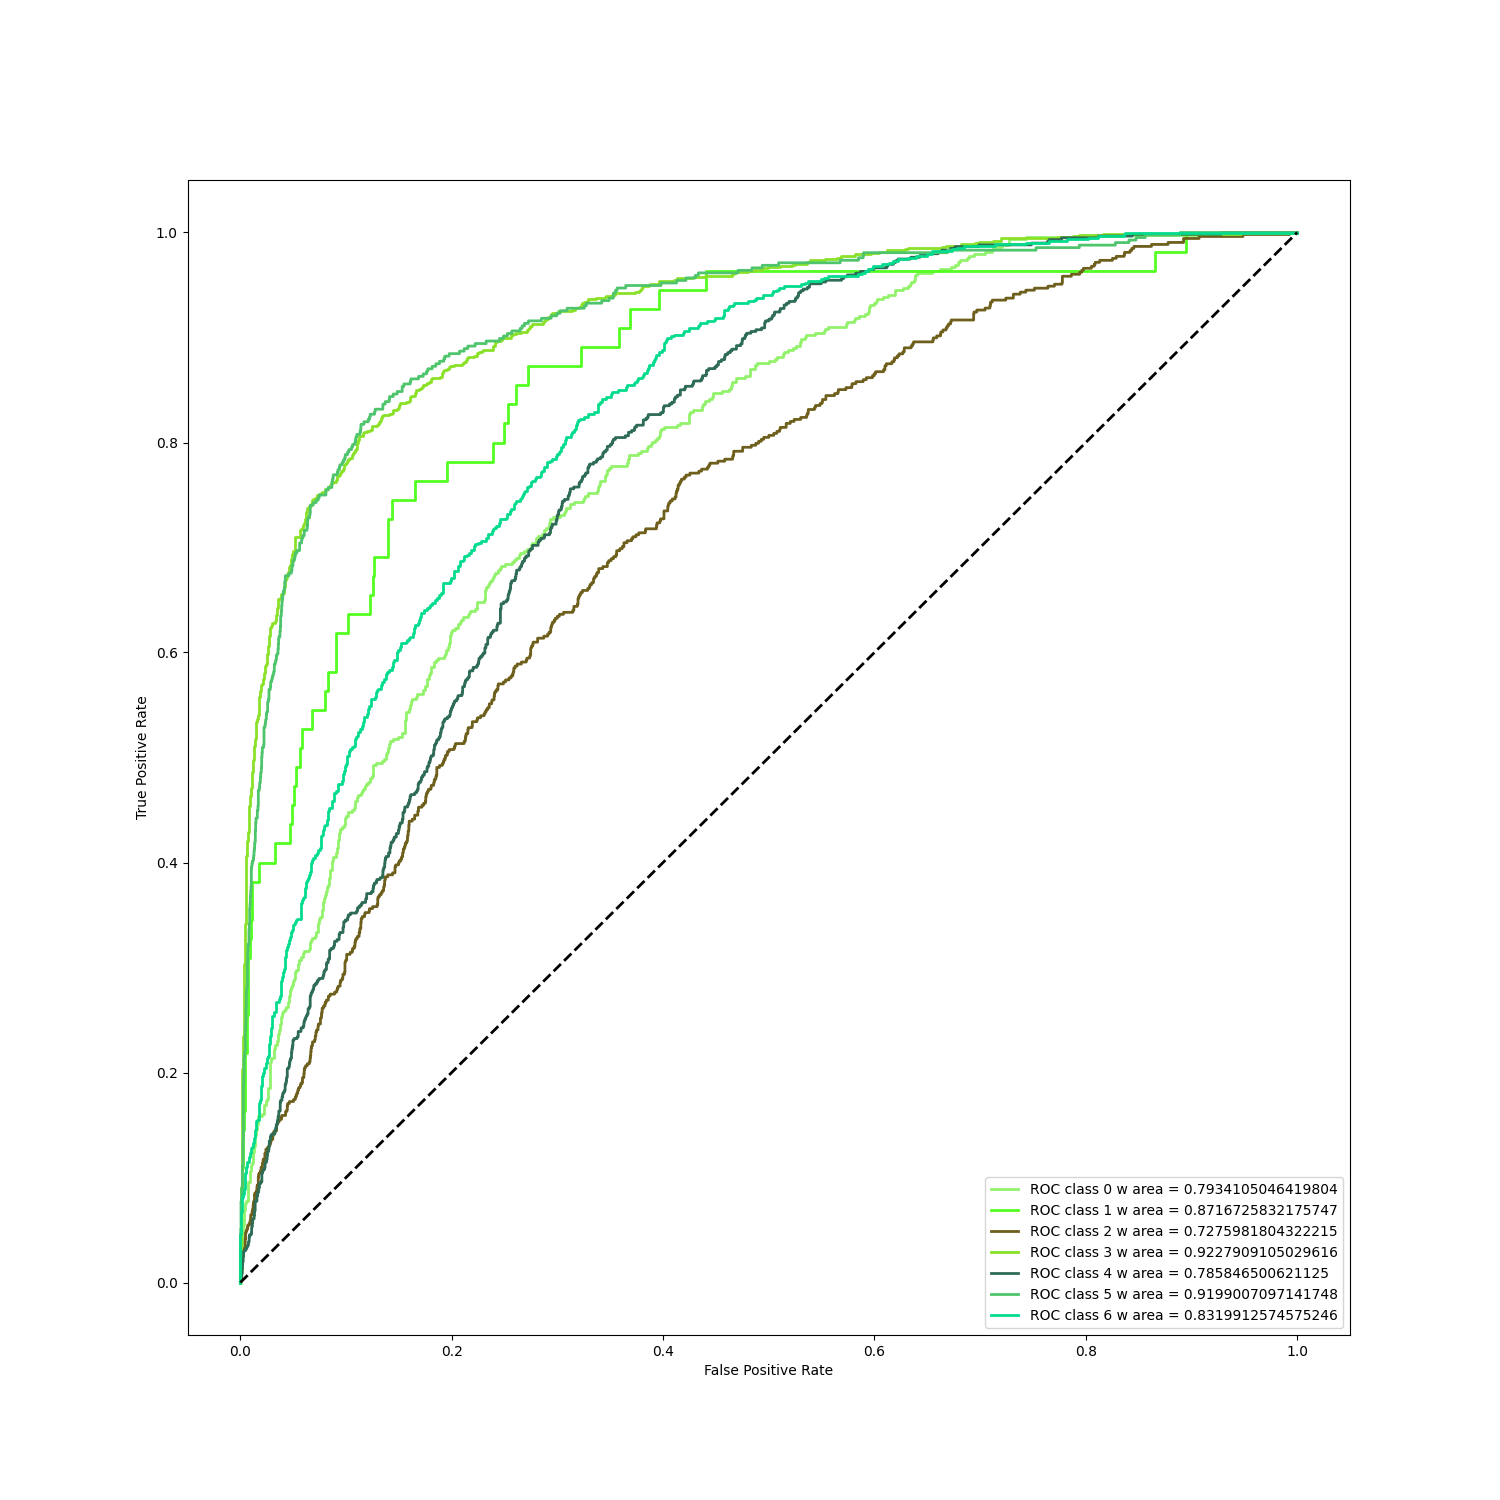 1.0
0.8
0.6
0.4
0.2
0.0
True Positive Rate
0.0 0.2 0.4 0.6 0.8 1.0
False Positive Rate
ROC class 0 w area = 0.7934105046419804
ROC class 1 w area = 0.8716725832175747
ROC class 2 w area = 0.7275981804322215
ROC class 3 w area = 0.9227909105029616
ROC class 4 w area = 0.785846500621125
ROC class 5 w area = 0.9199007097141748
ROC class 6 w area = 0.8319912574575246